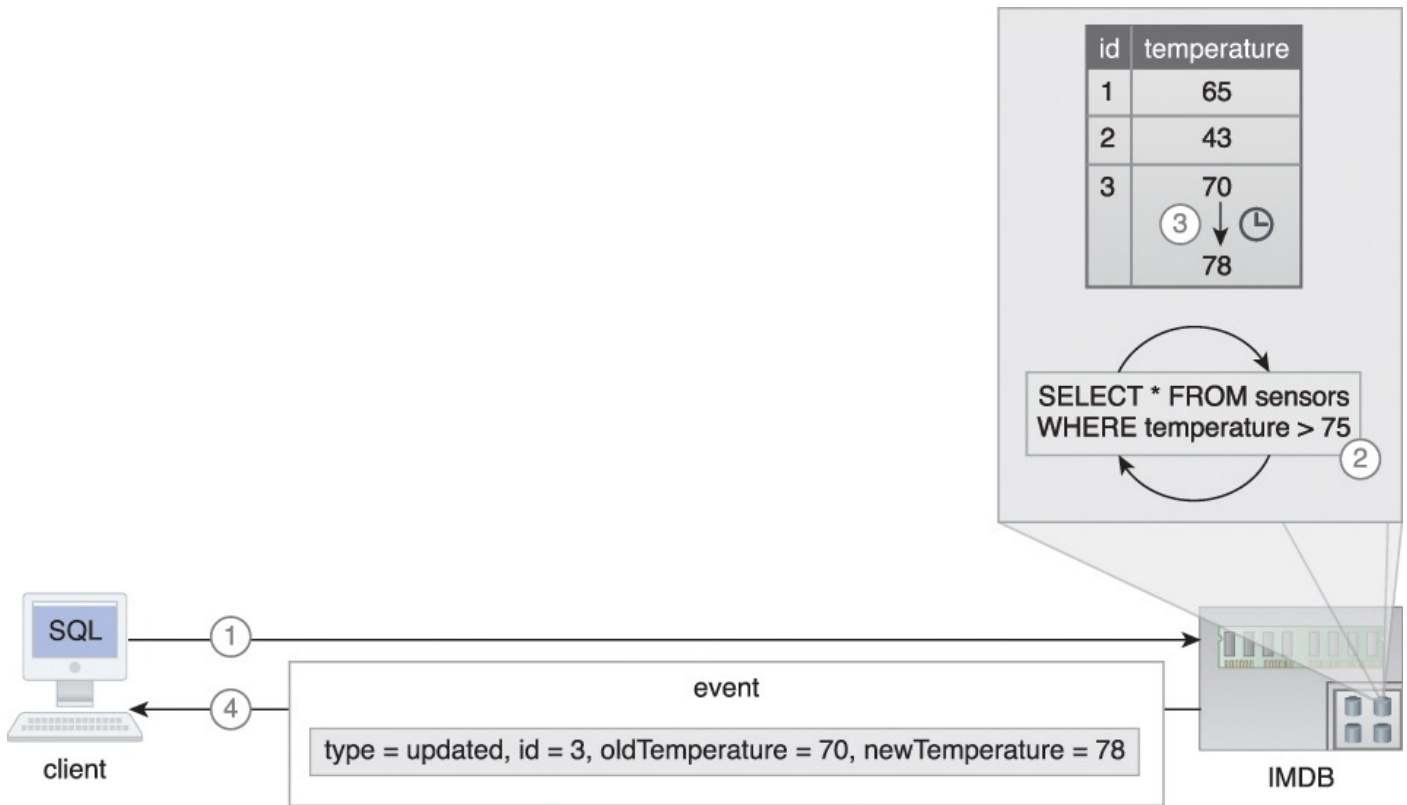 id temperature
1 65
2 43
3 70
3
78
SELECT * FROM sensors
WHERE temperature > 75
2
SQL
1
event
4
type = updated, id = 3, oldTemperature = 70, newTemperature = 78
client
IMDB